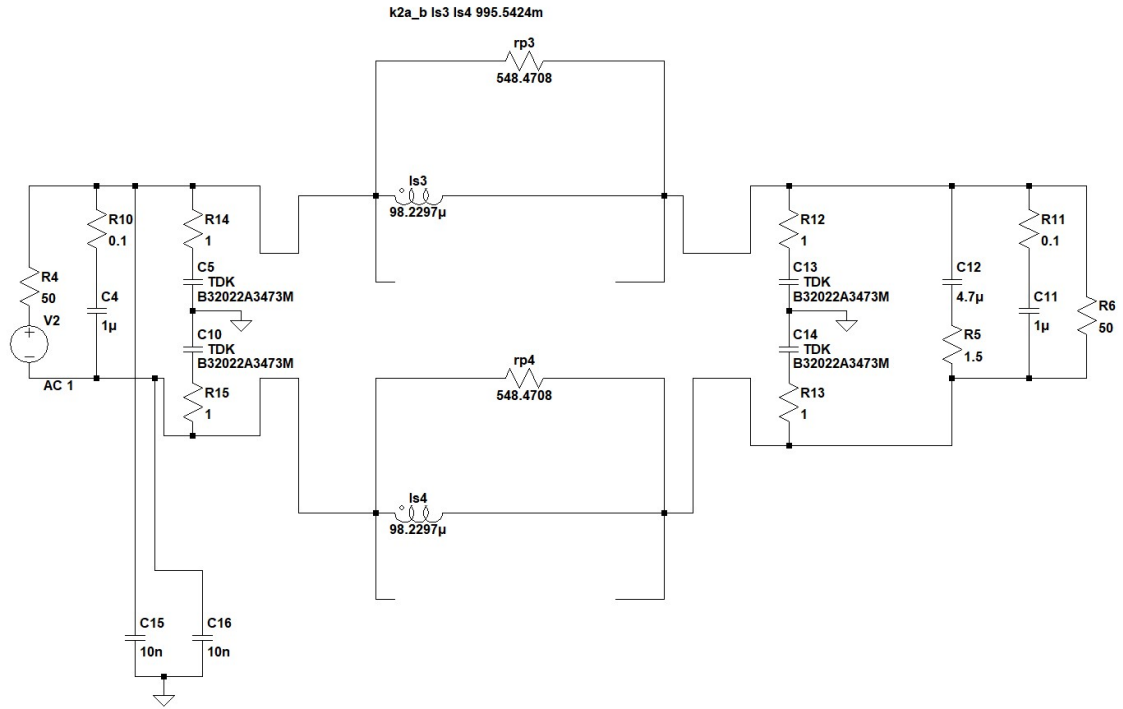 k2a_b ls3 ls4 995.5424m
rp3
548.4708
ls3
98.2297µ
R4
50
V2
AC 1
R10
0.1
C4
1µ
R14
1
C5
TDK
B32022A3473M
C10
TDK
B32022A3473M
R15
1
rp4
548.4708
ls4
98.2297µ
R12
1
C13
TDK
B32022A3473M
C14
TDK
B32022A3473M
R13
1
C12
4.7µ
R5
1.5
R11
0.1
C11
1µ
R6
50
C15
10n
C16
10n